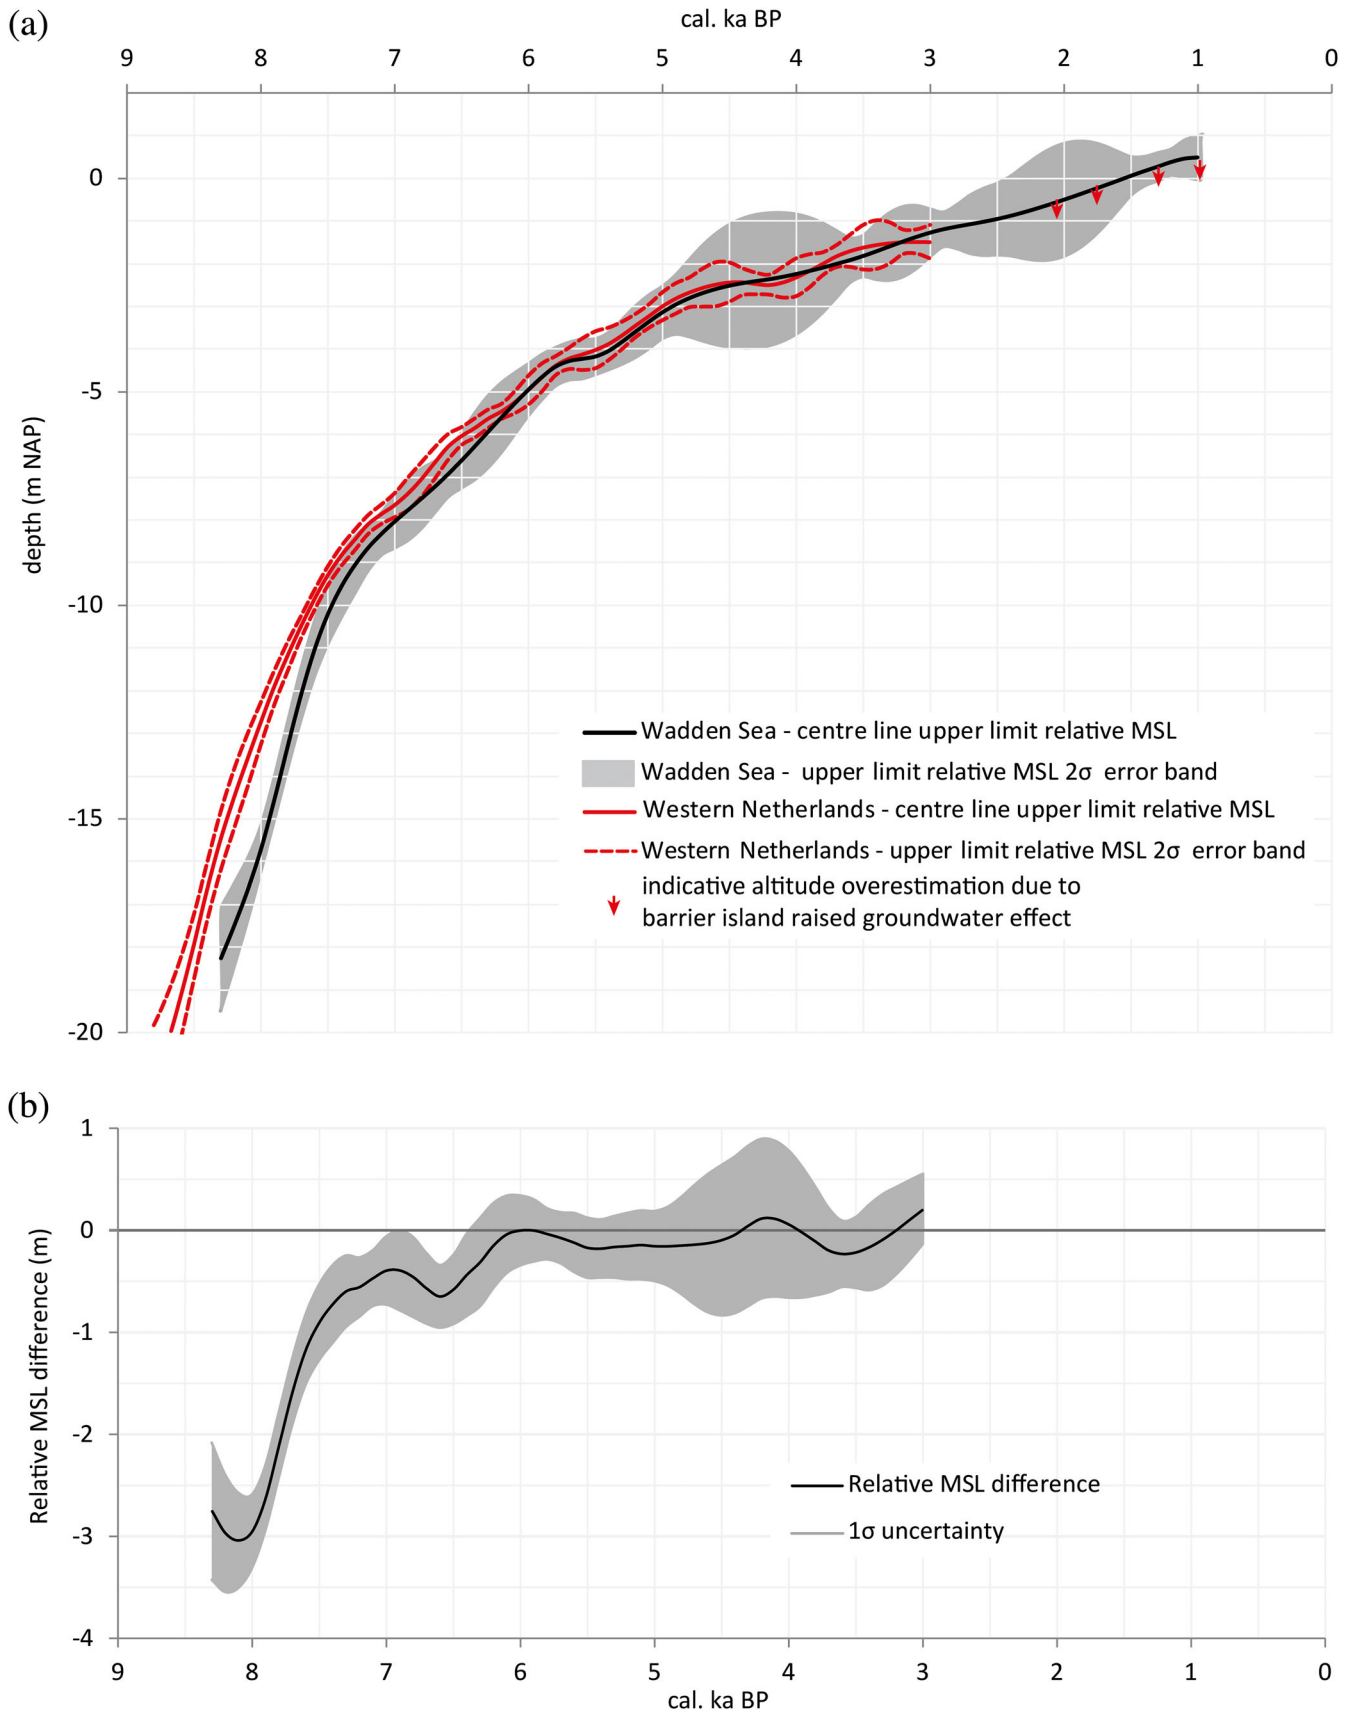 (a)
cal. ka BP
9 8 7 6 5 4 3 2 1 0
0
-5
-10
-15
-20
depth (m NAP)
Wadden Sea - centre line upper limit relative MSL
Wadden Sea - upper limit relative MSL 2σ error band
Western Netherlands - centre line upper limit relative MSL
Western Netherlands - upper limit relative MSL 2σ error band
indicative altitude overestimation due to
barrier island raised groundwater effect
(b)
1
0
-1
-2
-3
-4
Relative MSL difference (m)
Relative MSL difference
1σ uncertainty
9 8 7 6 5 4 3 2 1 0
cal. ka BP